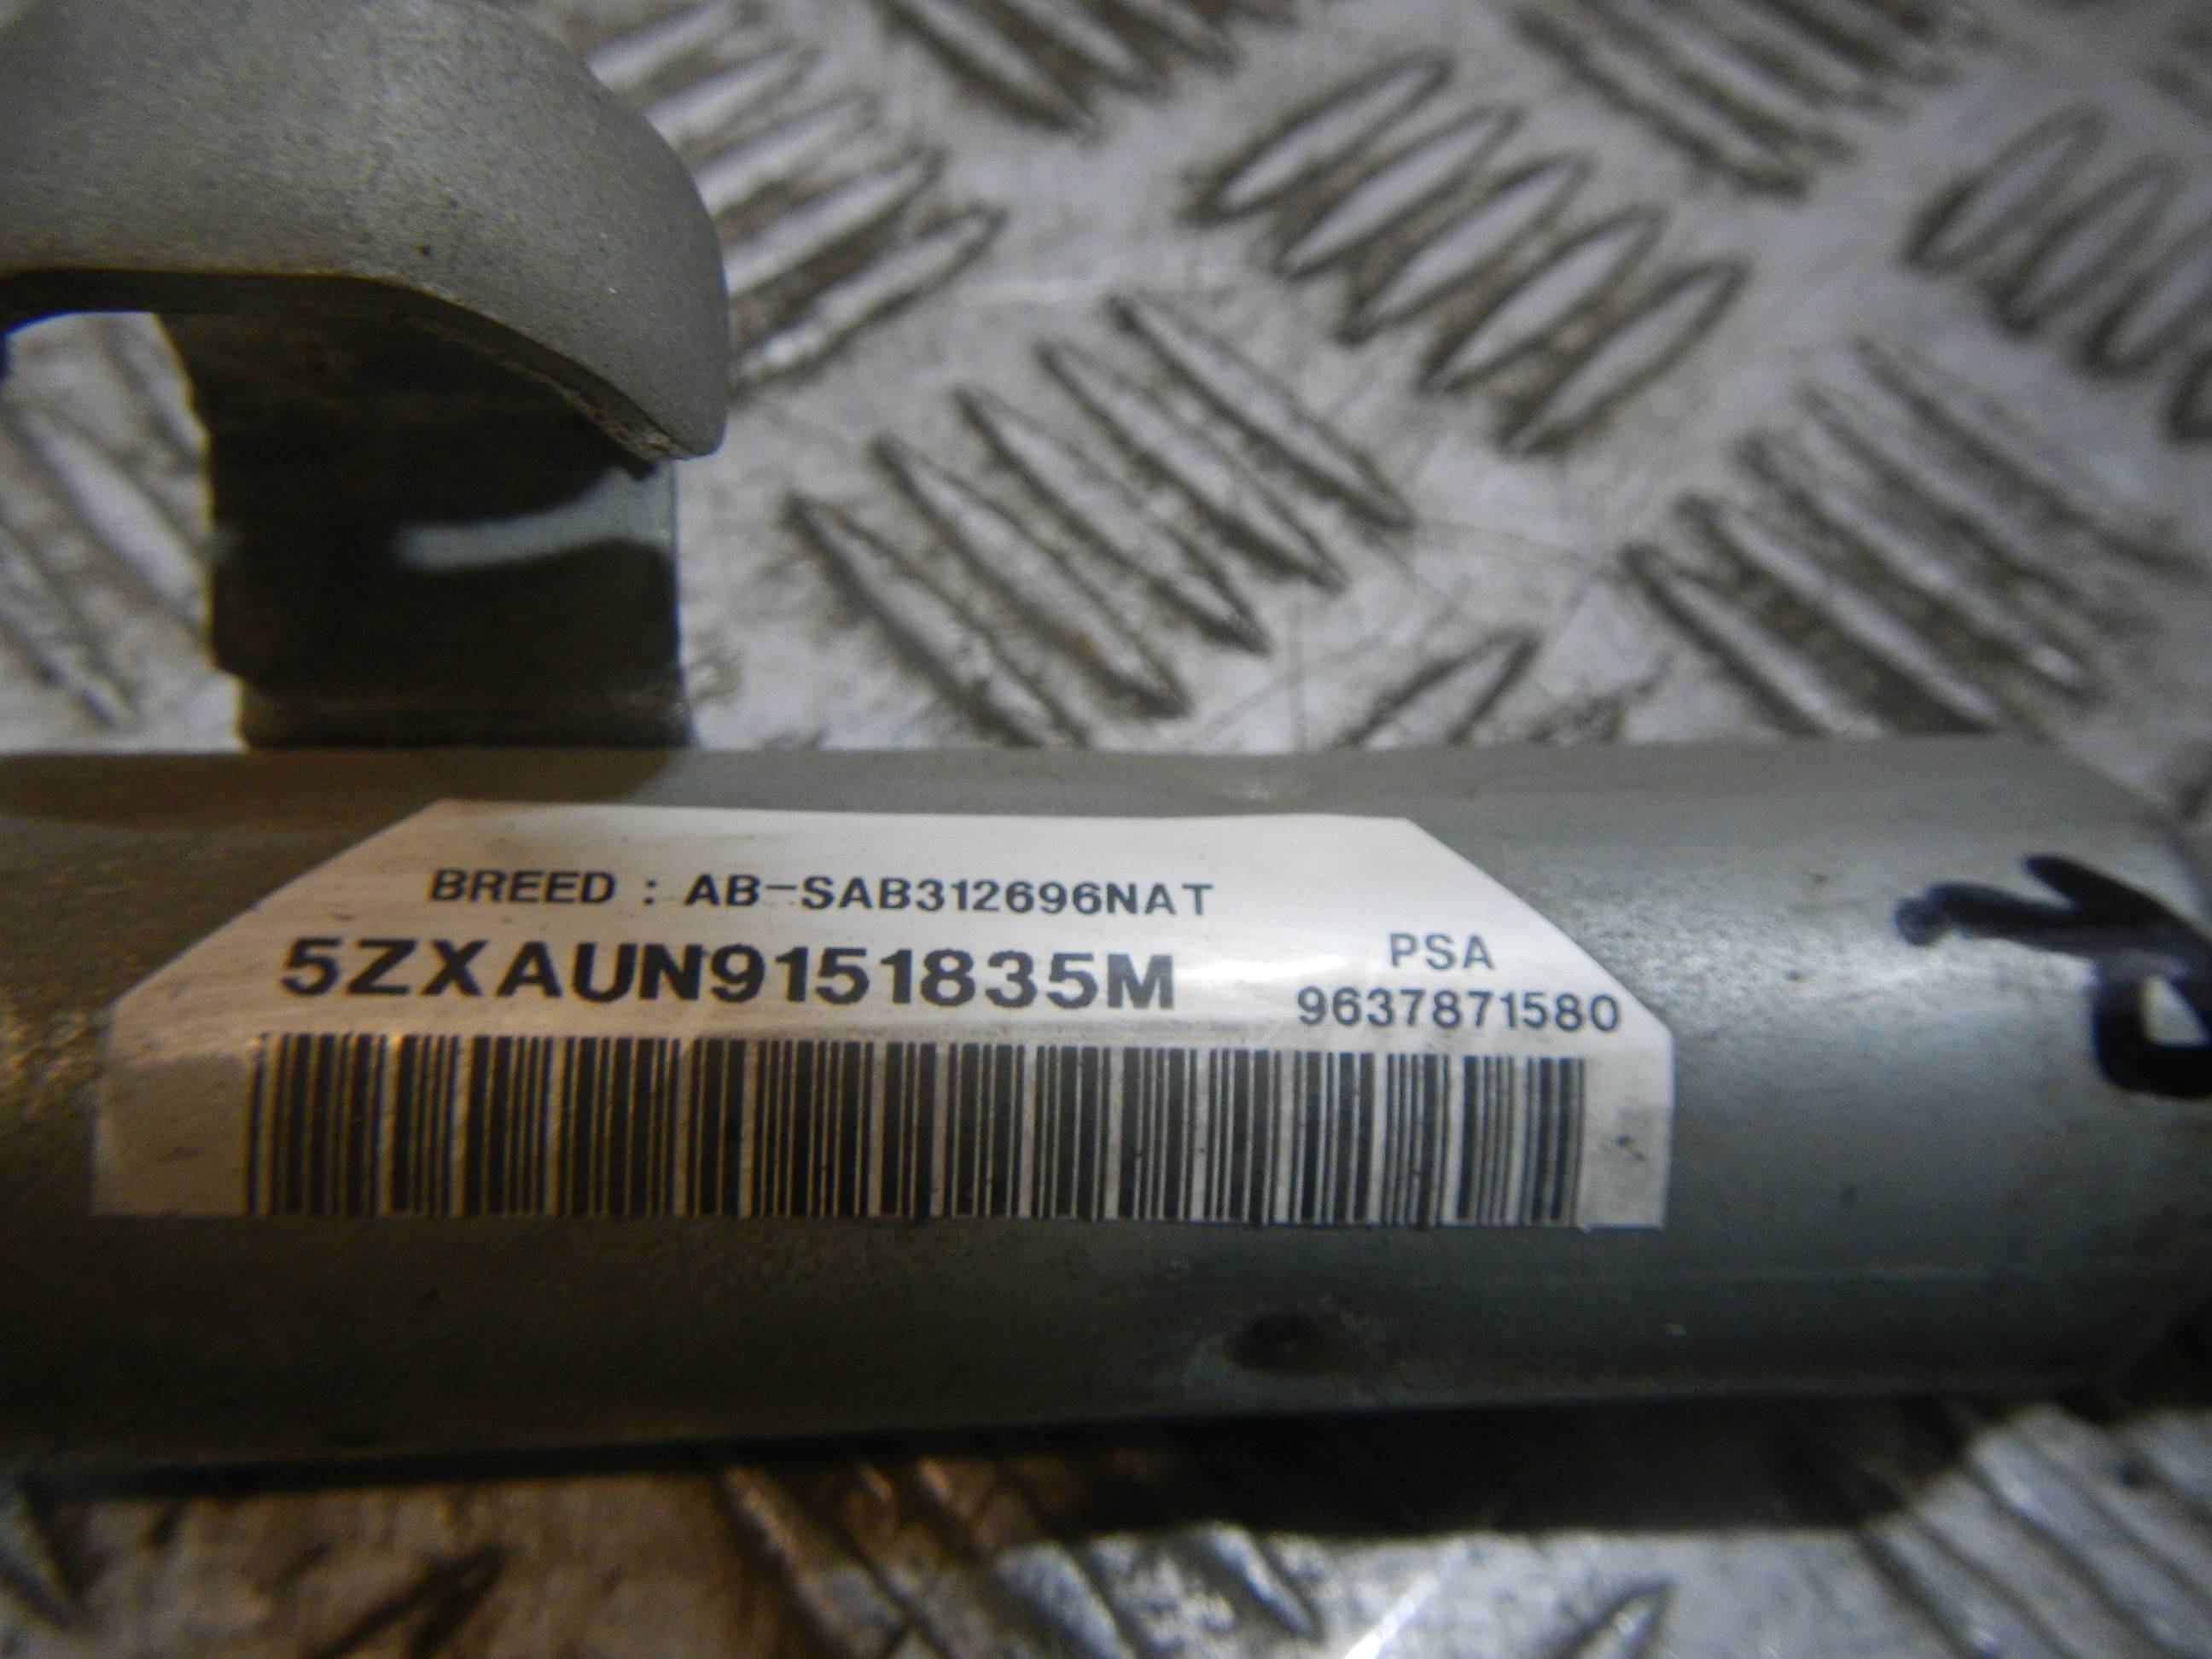 BREED : AB-SAB312696NAT
5ZXAUN9151835M
PSA
9637871580